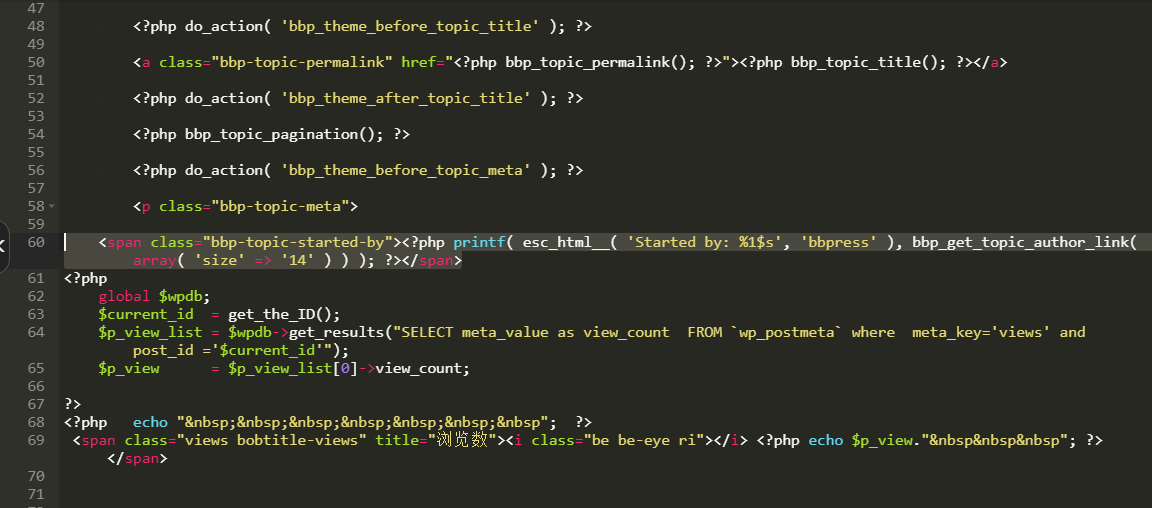 47
48 <?php do_action( 'bbp_theme_before_topic_title' ); ?>
49
50 <a class="bbp-topic-permalink" href="<?php bbp_topic_permalink(); ?>"><?php bbp_topic_title(); ?></a>
51
52 <?php do_action( 'bbp_theme_after_topic_title' ); ?>
53
54 <?php bbp_topic_pagination(); ?>
55
56 <?php do_action( 'bbp_theme_before_topic_meta' ); ?>
57
58 <p class="bbp-topic-meta">
59
60 <span class="bbp-topic-started-by"><?php printf( esc_html__( 'Started by: %1$s', 'bbpress' ), bbp_get_topic_author_link(
array( 'size' => '14' ) ) ); ?></span>
61 <?php
62 global $wpdb;
63 $current_id  = get_the_ID();
64 $p_view_list = $wpdb->get_results("SELECT meta_value as view_count  FROM `wp_postmeta` where  meta_key='views' and
post_id ='$current_id'");
65 $p_view      = $p_view_list[0]->view_count;
66
67 ?>
68 <?php   echo "&nbsp;&nbsp;&nbsp;&nbsp;&nbsp;&nbsp;&nbsp";  ?>
69 <span class="views bobtitle-views" title="浏览数"><i class="be be-eye ri"></i> <?php echo $p_view."&nbsp&nbsp&nbsp"; ?>
</span>
70
71